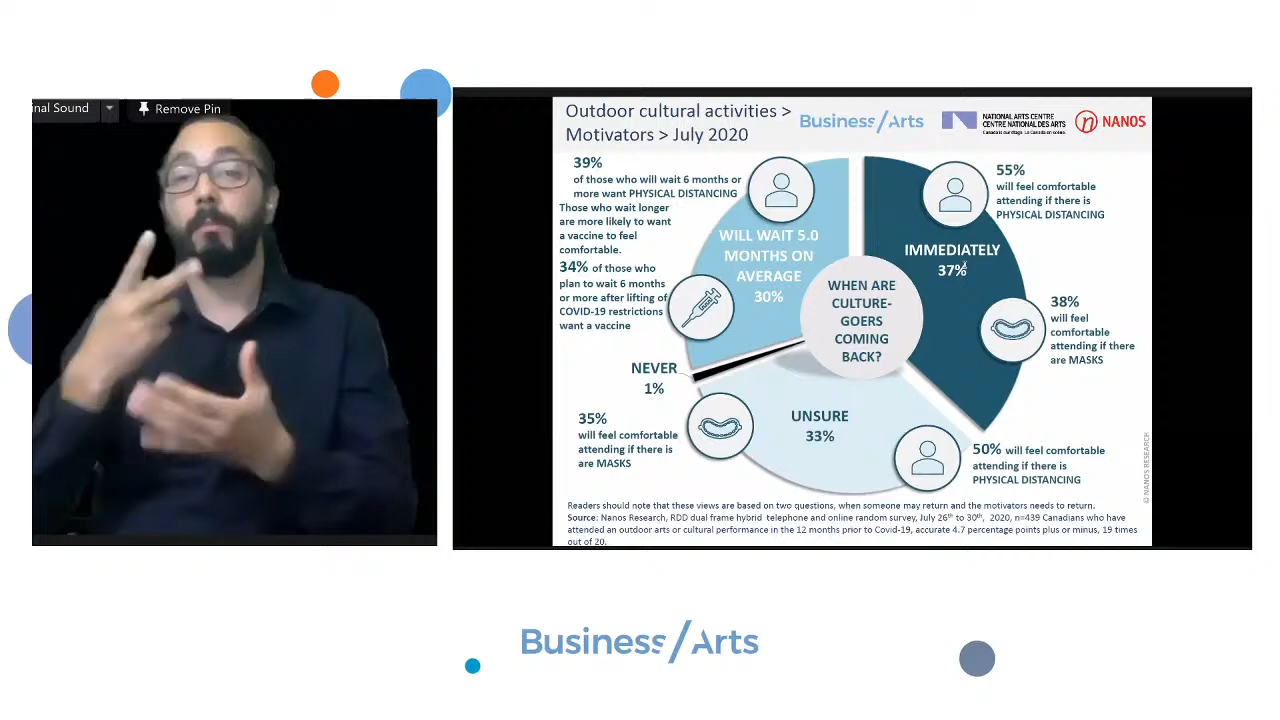 inal Sound
Remove Pin
Outdoor cultural activities >
Motivators > July 2020
Business/Arts
NATIONAL ARTS CENTRE
CENTRE NATIONAL DES ARTS
Canada is our stage. Le Canada en scène.
NANOS
39%
of those who will wait 6 months or
more want PHYSICAL DISTANCING
Those who wait longer
are more likely to want
a vaccine to feel
comfortable.
34% of those who
plan to wait 6 months
or more after lifting of
COVID-19 restrictions
want a vaccine
WILL WAIT 5.0
MONTHS ON
AVERAGE
30%
IMMEDIATELY
37%
55%
will feel comfortable
attending if there is
PHYSICAL DISTANCING
38%
will feel
comfortable
attending if there
are MASKS
WHEN ARE
CULTURE-
GOERS
COMING
BACK?
NEVER
1%
35%
will feel comfortable
attending if there is
are MASKS
UNSURE
33%
50% will feel comfortable
attending if there is
PHYSICAL DISTANCING
© NANOS RESEARCH
Readers should note that these views are based on two questions, when someone may return and the motivators needs to return.
Source: Nanos Research, RDD dual frame hybrid telephone and online random survey, July 26th to 30th, 2020, n=439 Canadians who have
attended an outdoor arts or cultural performance in the 12 months prior to Covid-19, accurate 4.7 percentage points plus or minus, 19 times
out of 20.
Business/Arts